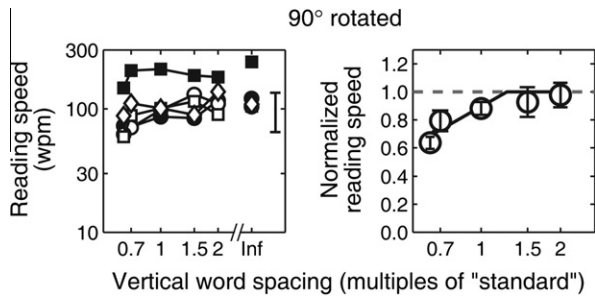 90° rotated
Reading speed
(wpm)
300
100
30
10
0.7 1 1.5 2 Inf
Normalized
reading speed
1.2
1.0
0.8
0.6
0.4
0.2
0.0
0.7 1 1.5 2
Vertical word spacing (multiples of "standard")